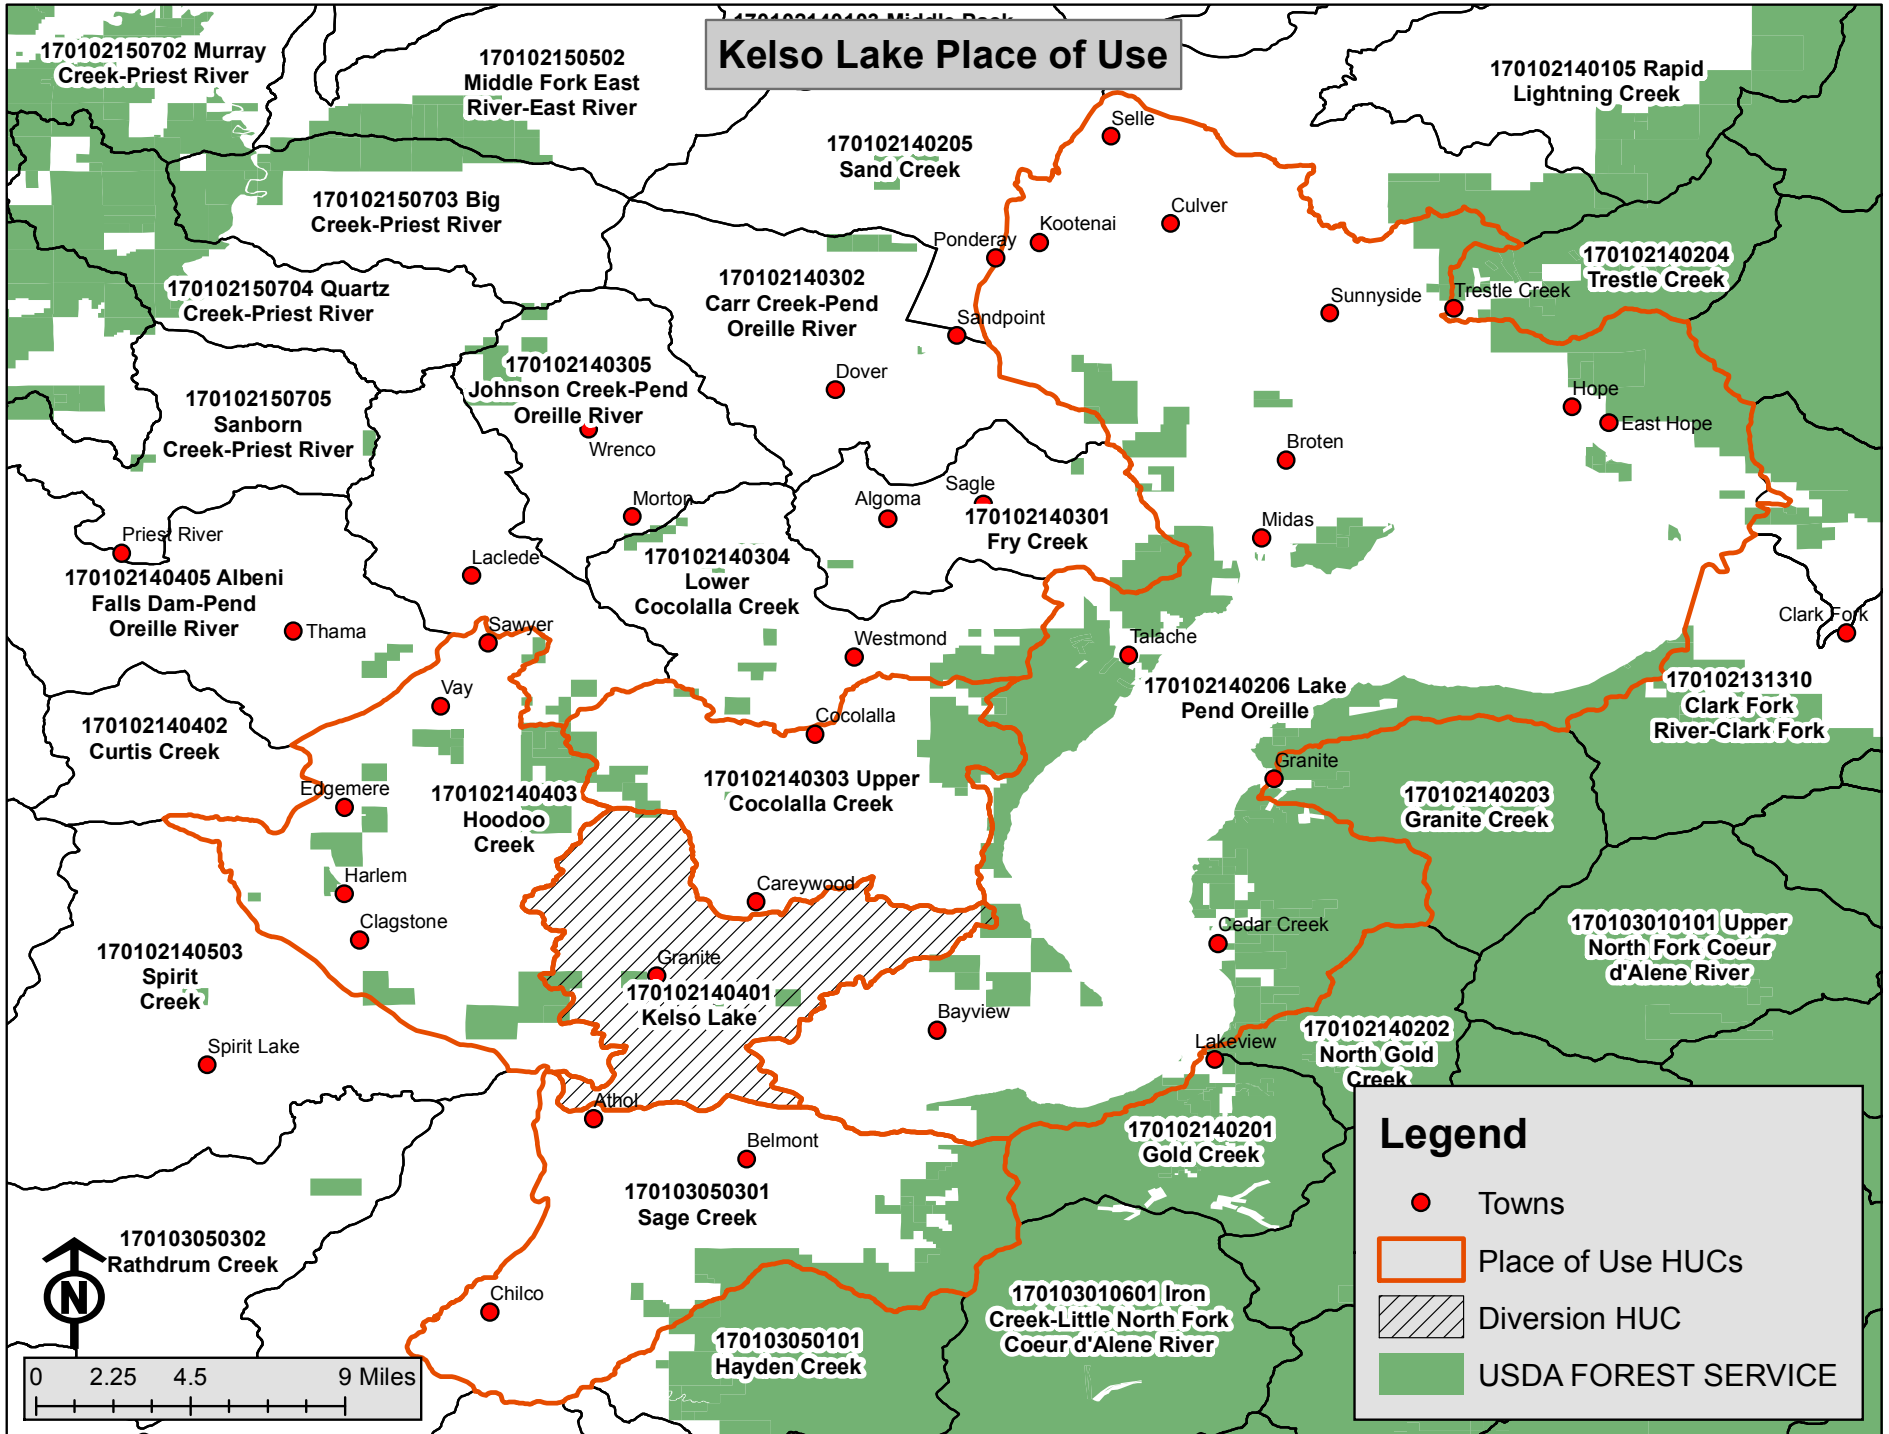 170102140103 Middle Pack
Kelso Lake Place of Use
170102150702 Murray
Creek-Priest River
170102150502
Middle Fork East
River-East River
170102140105 Rapid
Lightning Creek
Selle
170102140205
Sand Creek
170102150703 Big
Creek-Priest River
Culver
Kootenai
Ponderay
170102140204
Trestle Creek
170102140302
Carr Creek-Pend
Oreille River
170102150704 Quartz
Creek-Priest River
Sunnyside
Trestle Creek
Sandpoint
170102140305
Johnson Creek-Pend
Oreille River
Dover
170102150705
Sanborn
Creek-Priest River
Hope
East Hope
Wrenco
Broten
Morton
Algoma
Sagle
170102140301
Fry Creek
Midas
Priest River
170102140405 Albeni
Falls Dam-Pend
Oreille River
Laclede
170102140304
Lower
Cocolalla Creek
Thama
Sawyer
Westmond
Talache
Clark Fork
Vay
170102140206 Lake
Pend Oreille
170102131310
Clark Fork
River-Clark Fork
170102140402
Curtis Creek
Cocolalla
Granite
170102140303 Upper
Cocolalla Creek
Edgemere
170102140403
Hoodoo
Creek
170102140203
Granite Creek
Harlem
Careywood
Clagstone
Cedar Creek
170103010101 Upper
North Fork Coeur
d'Alene River
170102140503
Spirit
Creek
Granite
170102140401
Kelso Lake
Bayview
Spirit Lake
Lakeview
170102140202
North Gold
Creek
Athol
Belmont
170102140201
Gold Creek
170103050301
Sage Creek
170103050302
Rathdrum Creek
N
Chilco
170103010601 Iron
Creek-Little North Fork
Coeur d'Alene River
170103050101
Hayden Creek
0 2.25 4.5 9 Miles
Legend
Towns
Place of Use HUCs
Diversion HUC
USDA FOREST SERVICE